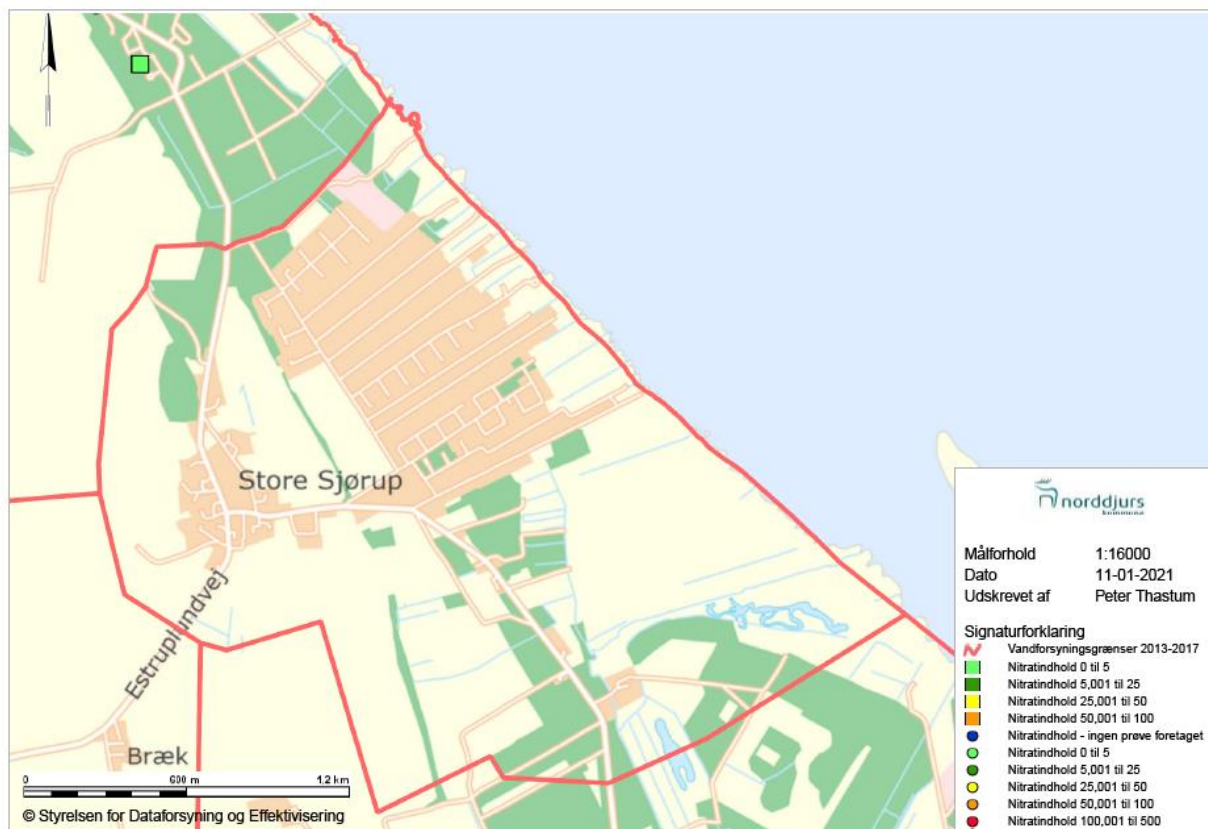 Store Sjørup
Estruplundvej
Bræk
0 600 m 1.2 km
© Styrelsen for Dataforsyning og Effektivisering
norddjurs
kommune
Målforhold 1:16000
Dato 11-01-2021
Udskrevet af Peter Thastum
Signaturforklaring
Vandforsyningsgrænser 2013-2017
Nitratindhold 0 til 5
Nitratindhold 5,001 til 25
Nitratindhold 25,001 til 50
Nitratindhold 50,001 til 100
Nitratindhold - ingen prøve foretaget
Nitratindhold 0 til 5
Nitratindhold 5,001 til 25
Nitratindhold 25,001 til 50
Nitratindhold 50,001 til 100
Nitratindhold 100,001 til 500